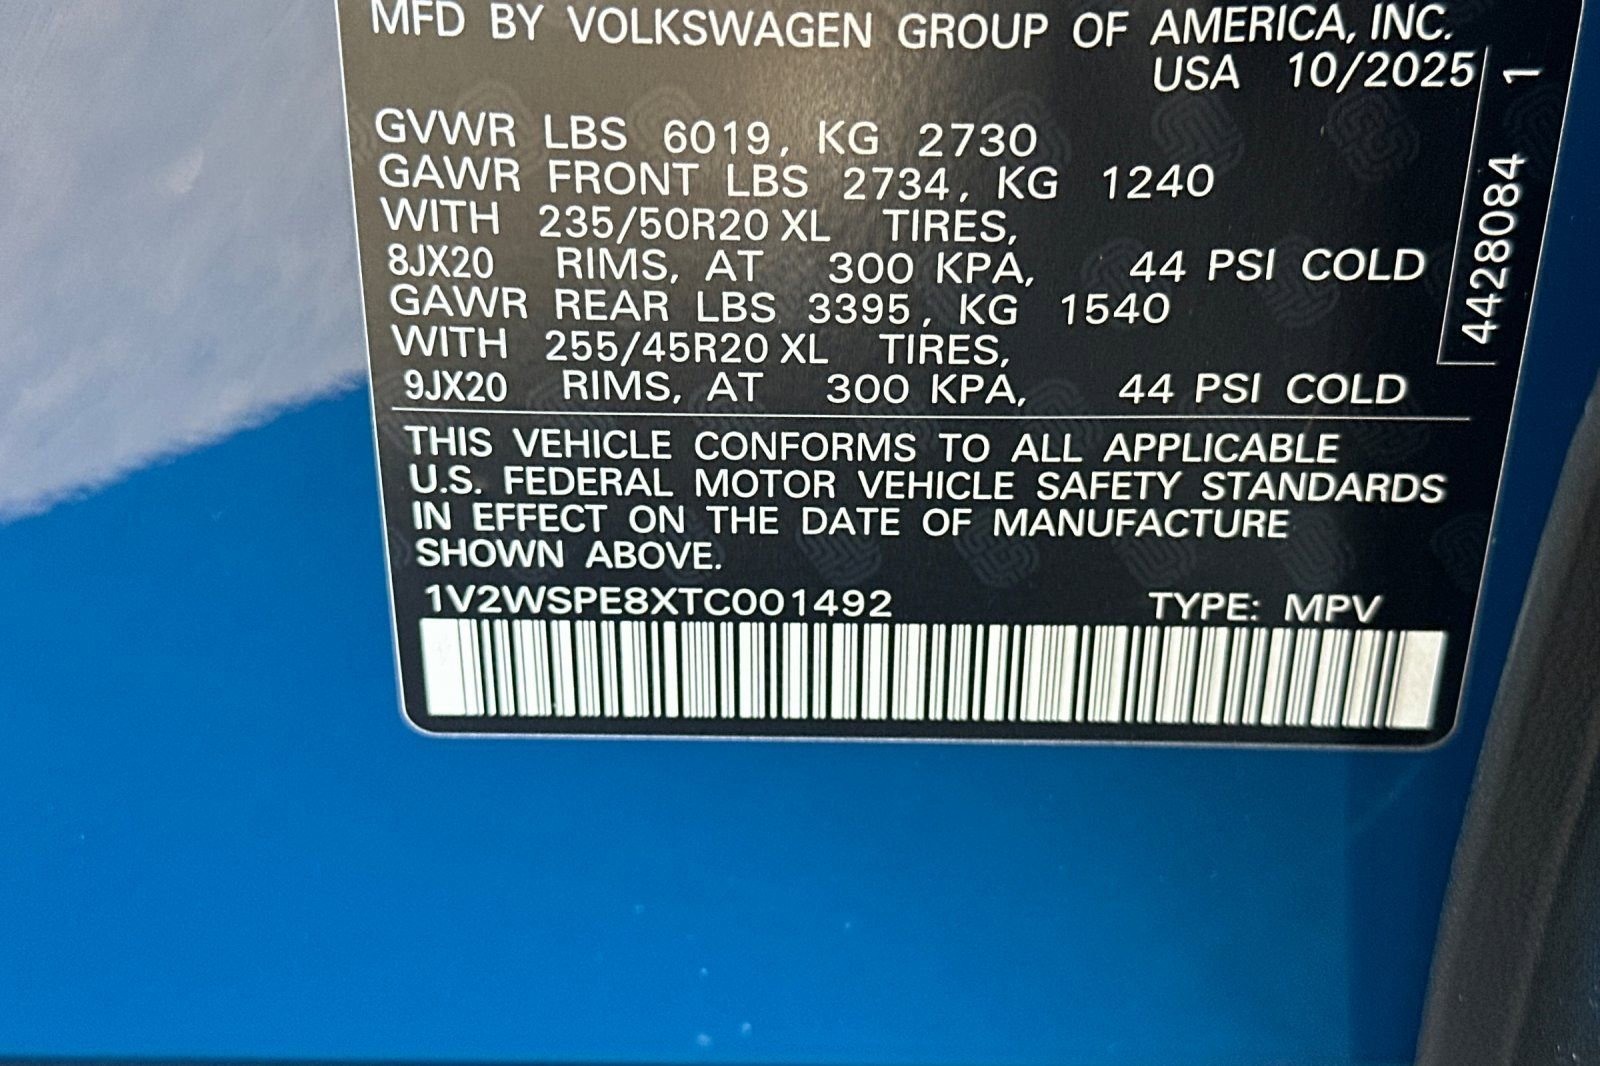 MFD BY VOLKSWAGEN GROUP OF AMERICA, INC.
USA 10/2025
GVWR LBS 6019, KG 2730
GAWR FRONT LBS 2734, KG 1240
WITH 235/50R20 XL TIRES,
8JX20 RIMS, AT 300 KPA, 44 PSI COLD
GAWR REAR LBS 3395, KG 1540
WITH 255/45R20 XL TIRES,
9JX20 RIMS, AT 300 KPA, 44 PSI COLD
THIS VEHICLE CONFORMS TO ALL APPLICABLE
U.S. FEDERAL MOTOR VEHICLE SAFETY STANDARDS
IN EFFECT ON THE DATE OF MANUFACTURE
SHOWN ABOVE.
1V2WSPE8XTC001492 TYPE: MPV
4428084 1